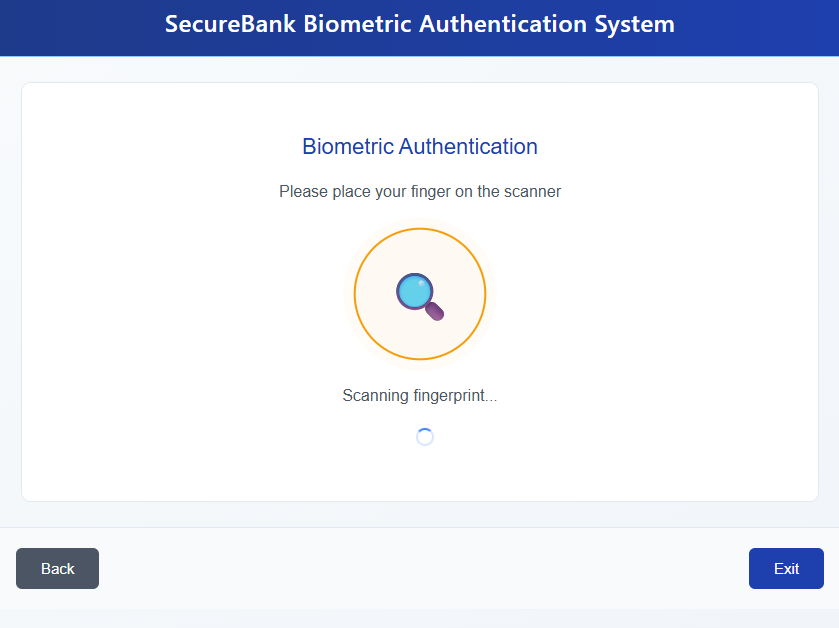 SecureBank Biometric Authentication System
Biometric Authentication
Please place your finger on the scanner
Scanning fingerprint...
Back
Exit